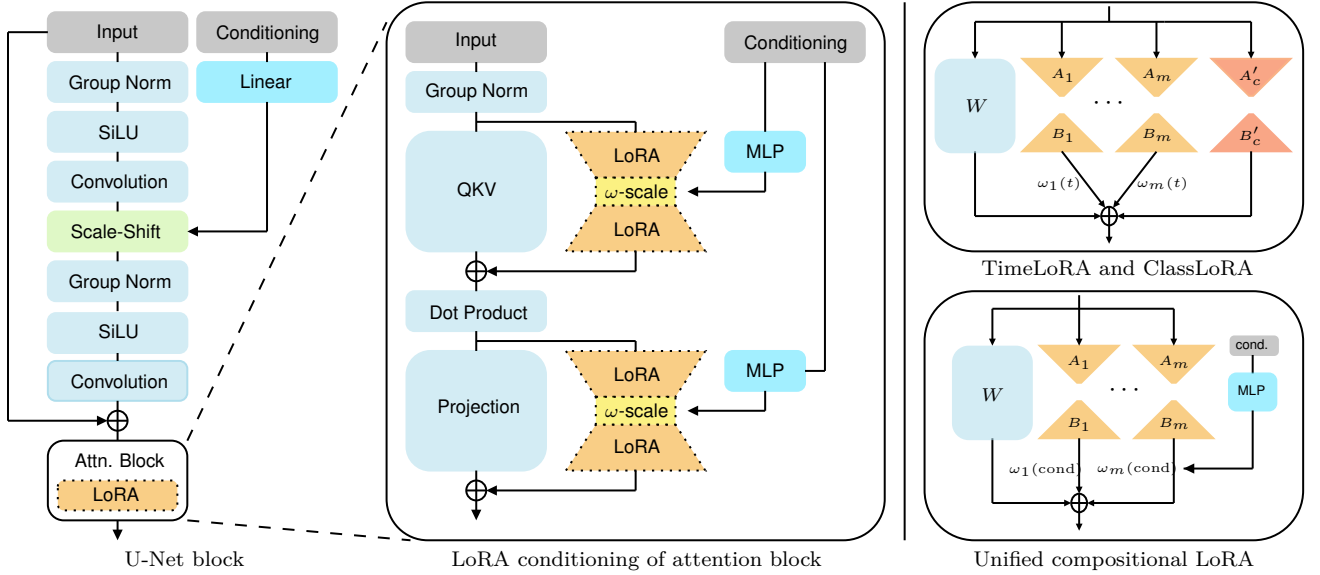 Input
Conditioning
Group Norm
Linear
SiLU
Convolution
Scale-Shift
Group Norm
SiLU
Convolution
Attn. Block
LoRA
U-Net block
Input
Conditioning
Group Norm
LoRA
MLP
QKV
ω-scale
LoRA
Dot Product
LoRA
MLP
Projection
ω-scale
LoRA
LoRA conditioning of attention block
W
A₁
Aₘ
A′c
· · ·
B₁
Bₘ
B′c
ω₁(t)
ωₘ(t)
TimeLoRA and ClassLoRA
W
A₁
Aₘ
cond.
· · ·
MLP
B₁
Bₘ
ω₁(cond)
ωₘ(cond)
Unified compositional LoRA